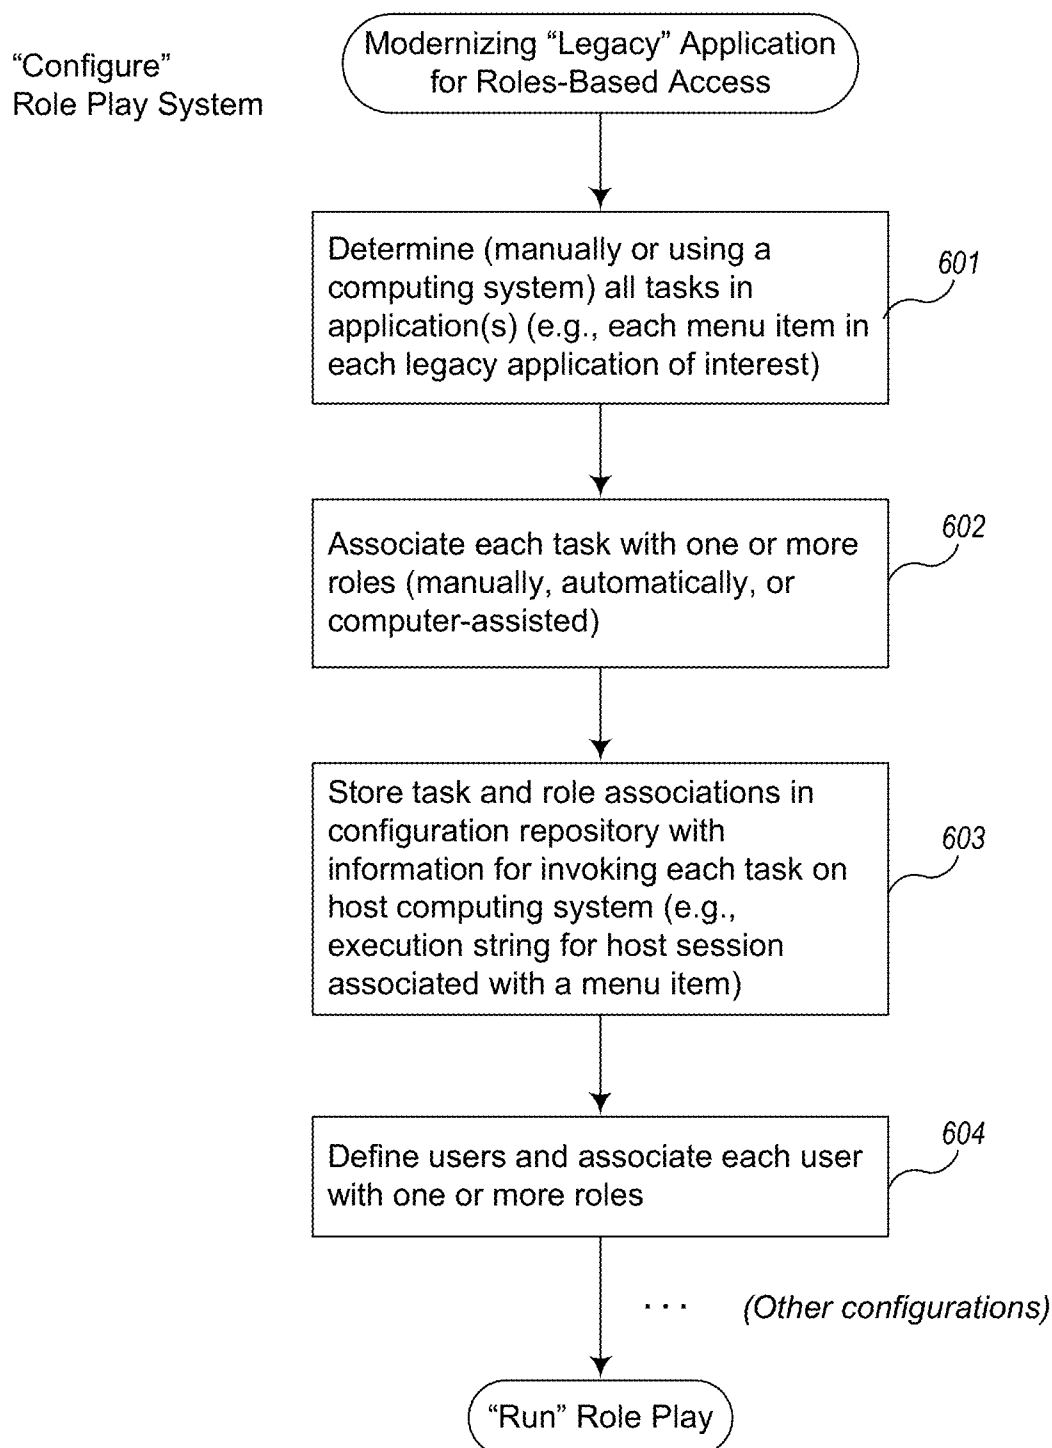 “Configure”
Role Play System
Modernizing “Legacy” Application
for Roles-Based Access
Determine (manually or using a
computing system) all tasks in
application(s) (e.g., each menu item in
each legacy application of interest)
601
Associate each task with one or more
roles (manually, automatically, or
computer-assisted)
602
Store task and role associations in
configuration repository with
information for invoking each task on
host computing system (e.g.,
execution string for host session
associated with a menu item)
603
Define users and associate each user
with one or more roles
604
· · · (Other configurations)
“Run” Role Play